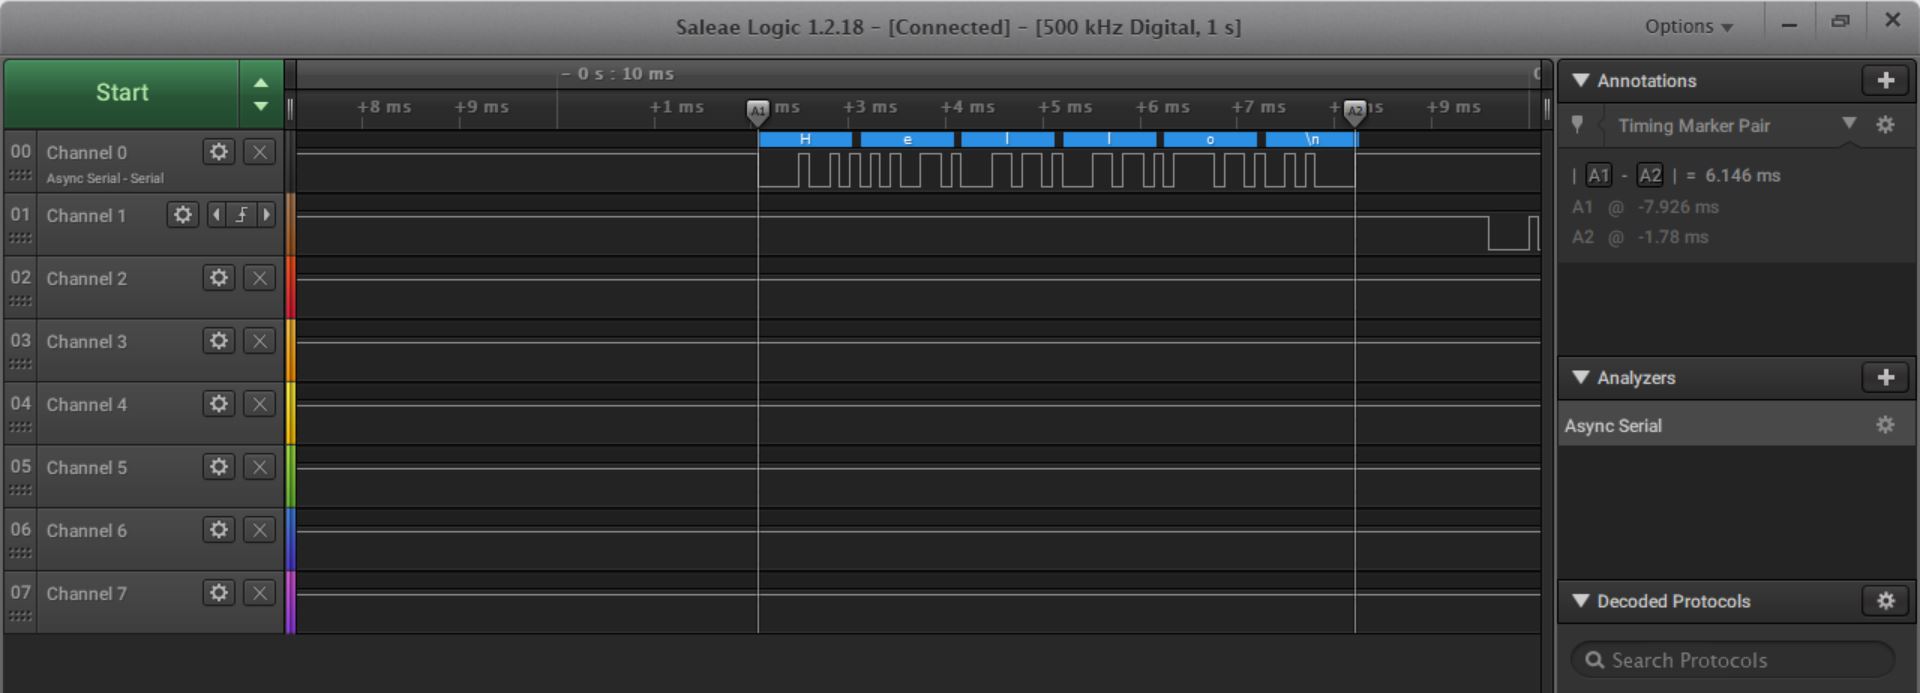 Saleae Logic 1.2.18 - [Connected] - [500 kHz Digital, 1 s]
Options
Start
- 0 s : 10 ms
+8 ms +9 ms +1 ms A1 ms +3 ms +4 ms +5 ms +6 ms +7 ms + A2 ms +9 ms
H e l l o \n
00 Channel 0
Async Serial - Serial
01 Channel 1
02 Channel 2
03 Channel 3
04 Channel 4
05 Channel 5
06 Channel 6
07 Channel 7
Annotations
Timing Marker Pair
| A1 - A2 | = 6.146 ms
A1 @ -7.926 ms
A2 @ -1.78 ms
Analyzers
Async Serial
Decoded Protocols
Search Protocols